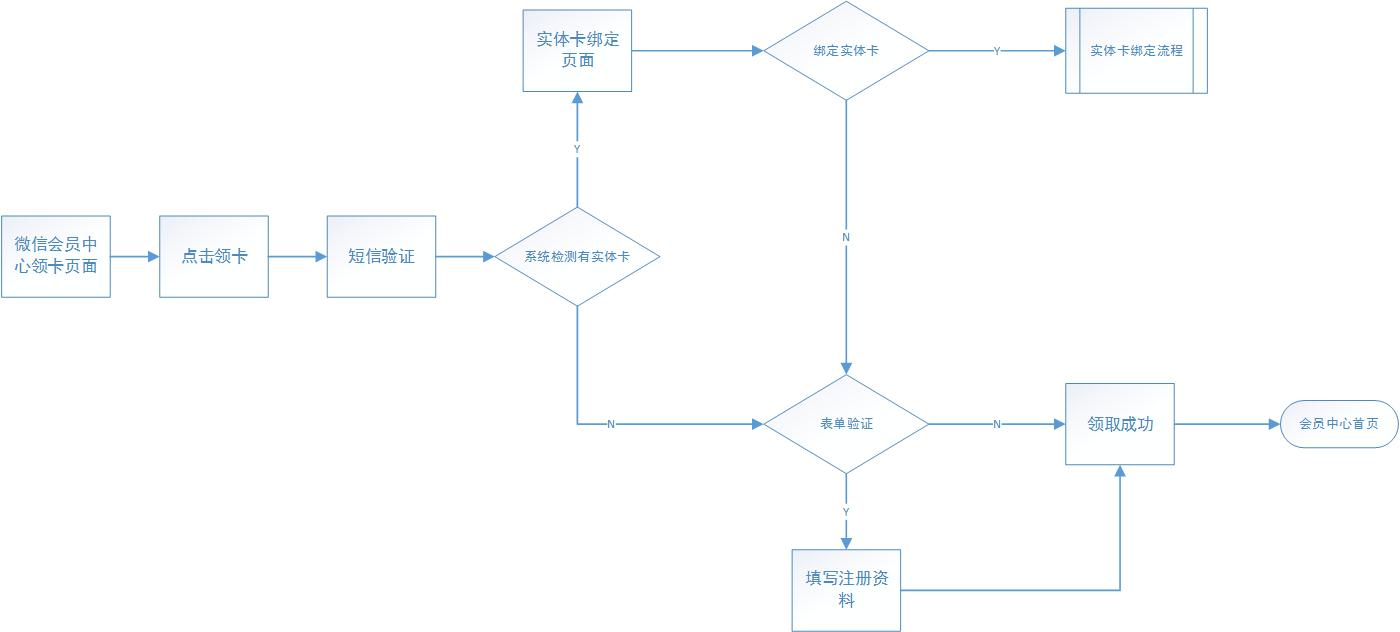 实体卡绑定
页面
绑定实体卡
Y
实体卡绑定流程
Y
微信会员中
心领卡页面
点击领卡
短信验证
系统检测有实体卡
N
N
表单验证
N
领取成功
会员中心首页
Y
填写注册资
料